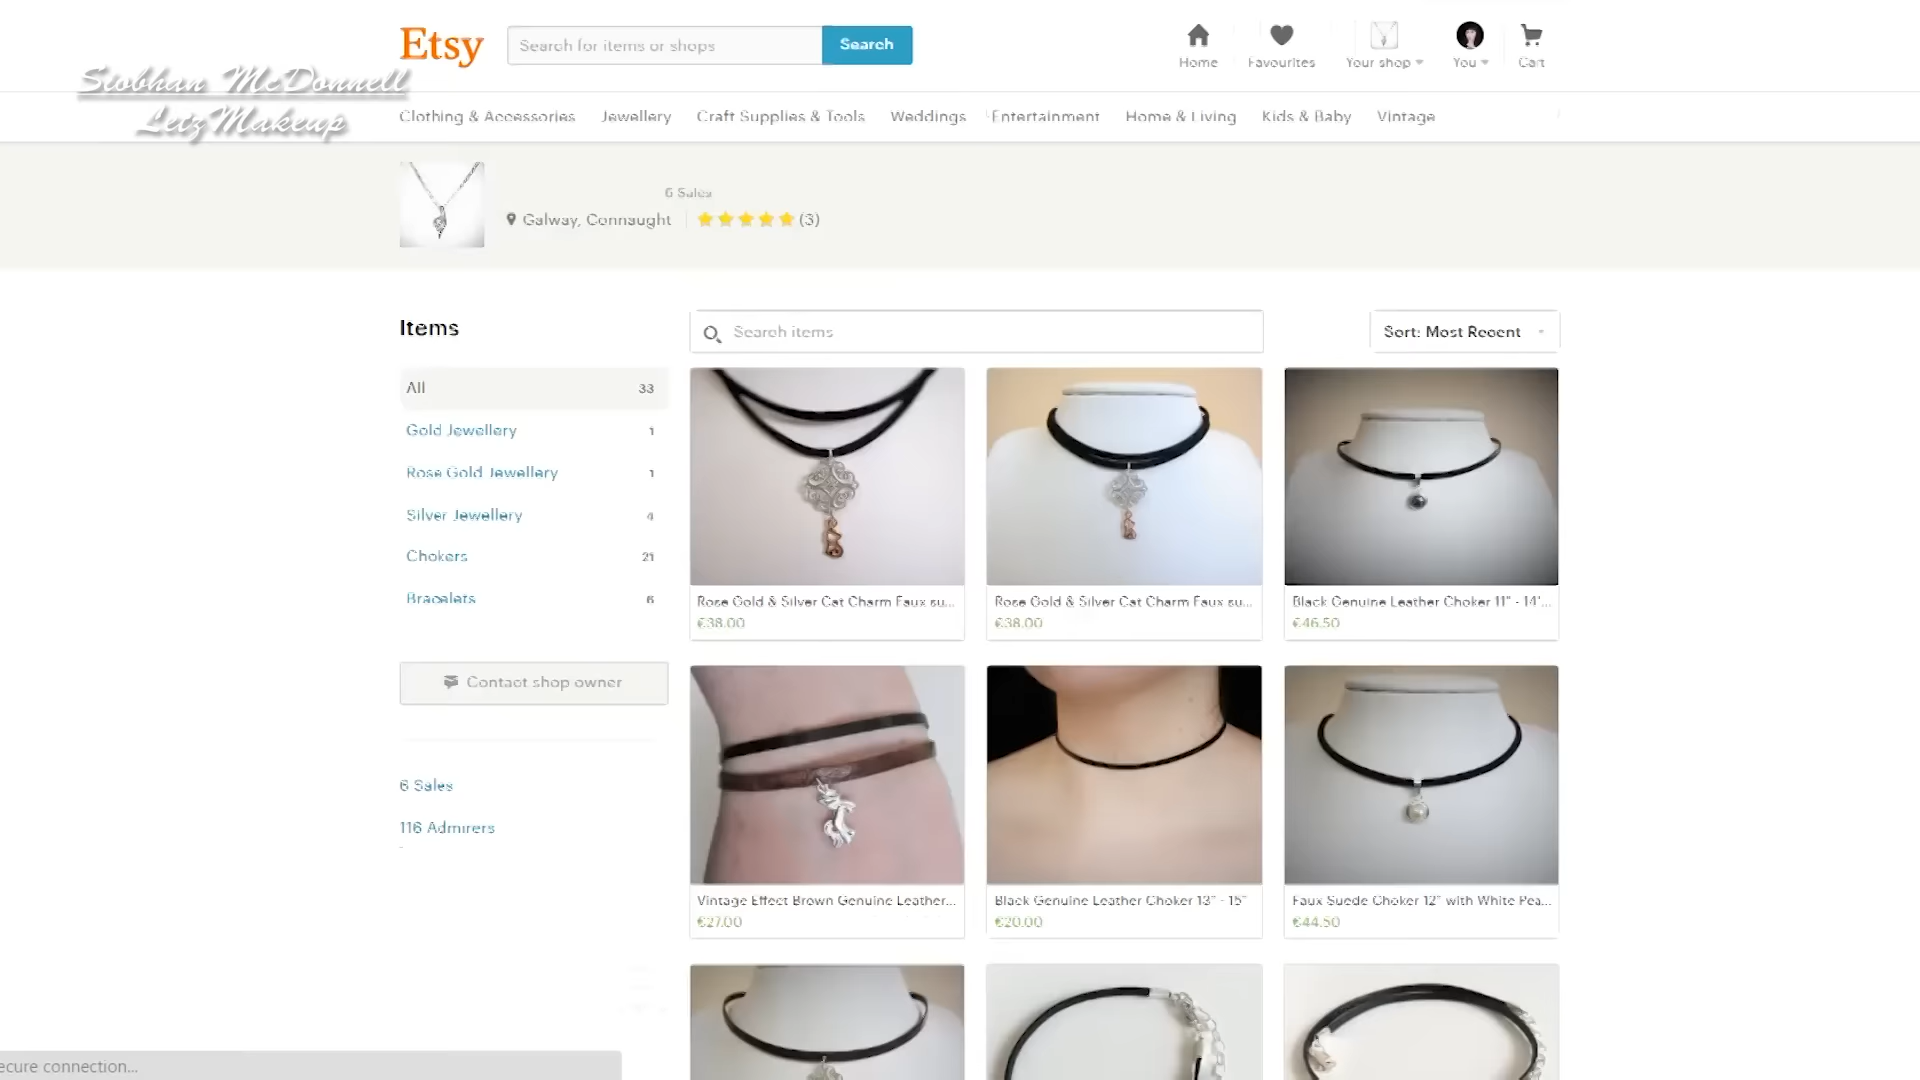 Etsy
Search for items or shops
Search
Home
Favourites
Your shop
You
Cart
Siobhan McDonnell
LetzMakeup
Clothing & Accessories
Jewellery
Craft Supplies & Tools
Weddings
Entertainment
Home & Living
Kids & Baby
Vintage
6 Sales
Galway, Connaught
(3)
Items
Search items
Sort: Most Recent
All 33
Gold Jewellery 1
Rose Gold Jewellery 1
Silver Jewellery 4
Chokers 21
Bracelets 6
Contact shop owner
6 Sales
116 Admirers
Rose Gold & Silver Cat Charm Faux su...
€38.00
Rose Gold & Silver Cat Charm Faux su...
€38.00
Black Genuine Leather Choker 11" - 14"...
€46.50
Vintage Effect Brown Genuine Leather...
€27.00
Black Genuine Leather Choker 13" - 15"
€20.00
Faux Suede Choker 12" with White Pea...
€44.50
ecure connection...